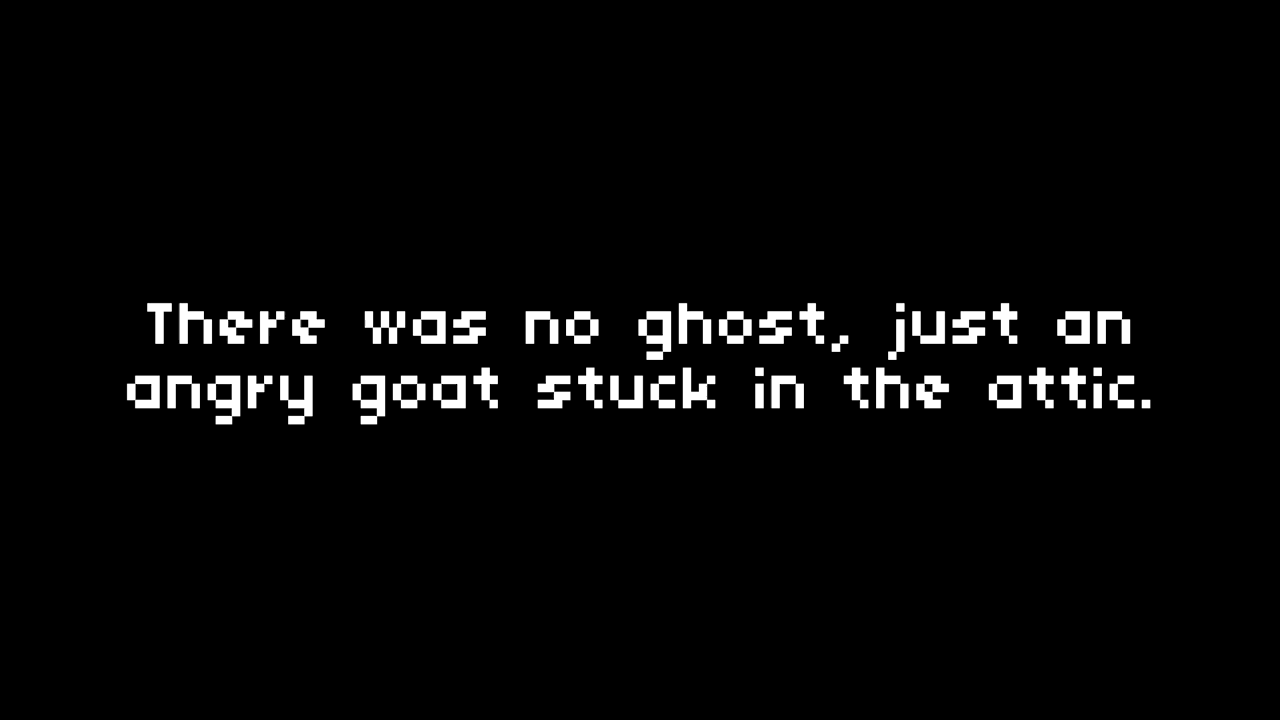 There was no ghost, just an
angry goat stuck in the attic.